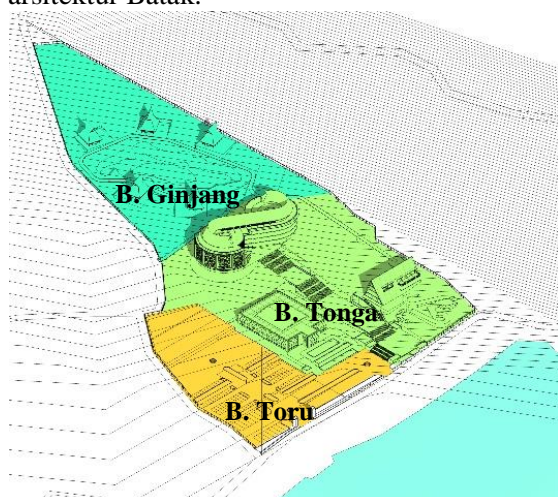 arsitektur Batak.
B. Ginjang
B. Tonga
B. Toru